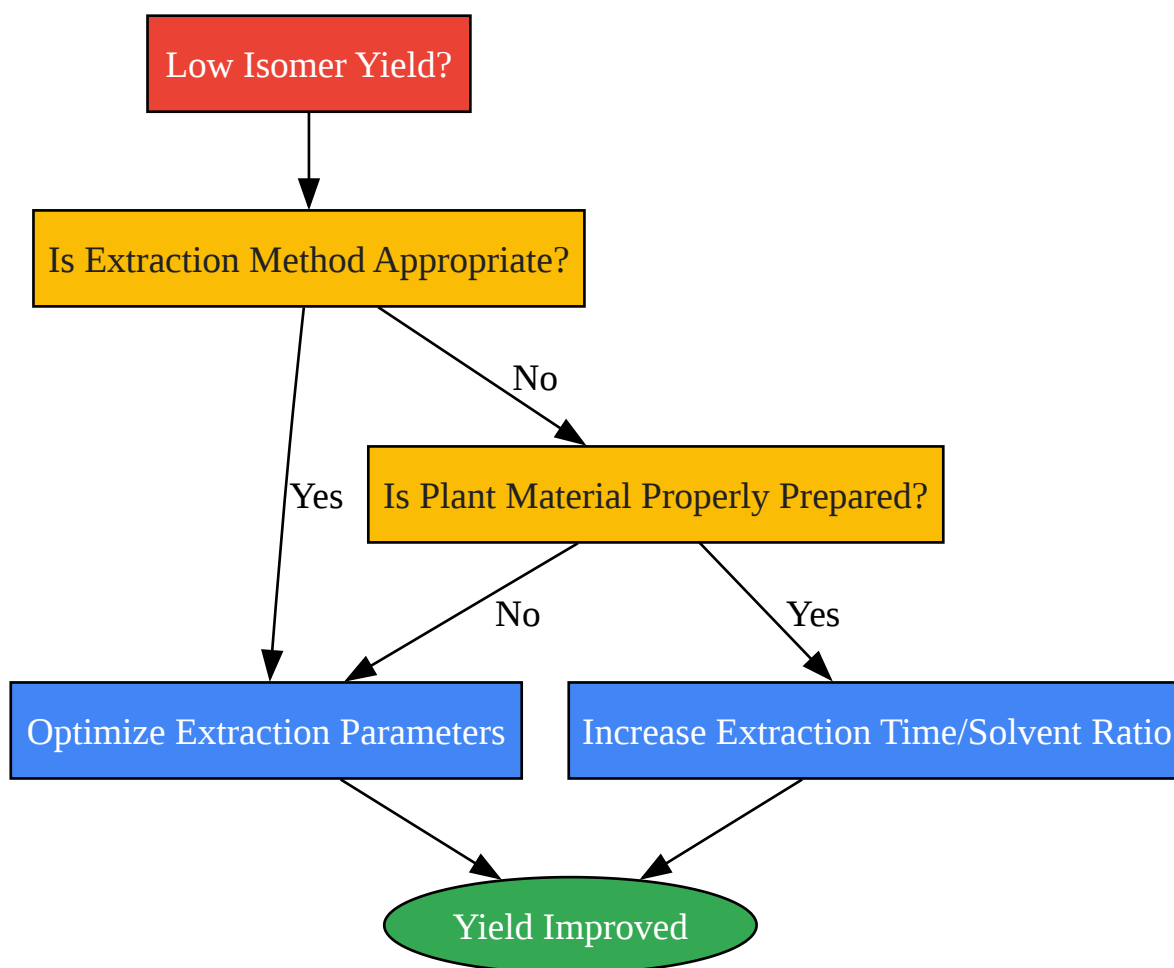 Low Isomer Yield?
Is Extraction Method Appropriate?
No
Is Plant Material Properly Prepared?
Yes
No
Yes
Optimize Extraction Parameters
Increase Extraction Time/Solvent Ratio
Yield Improved